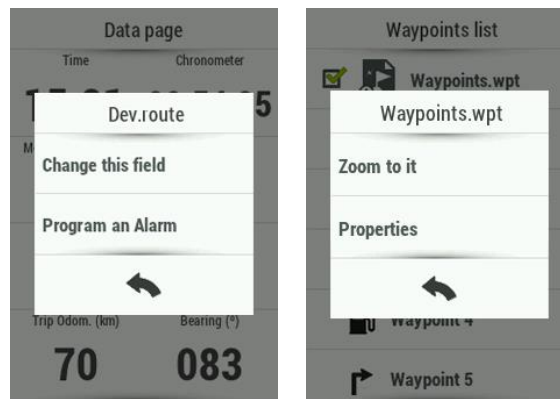 Data page
Time
Chronometer
5
Dev.route
Change this field
Program an Alarm
Trip Odom. (km)
Bearing (º)
70
083
Waypoints list
Waypoints.wpt
Waypoints.wpt
Zoom to it
Properties
Waypoint 4
Waypoint 5